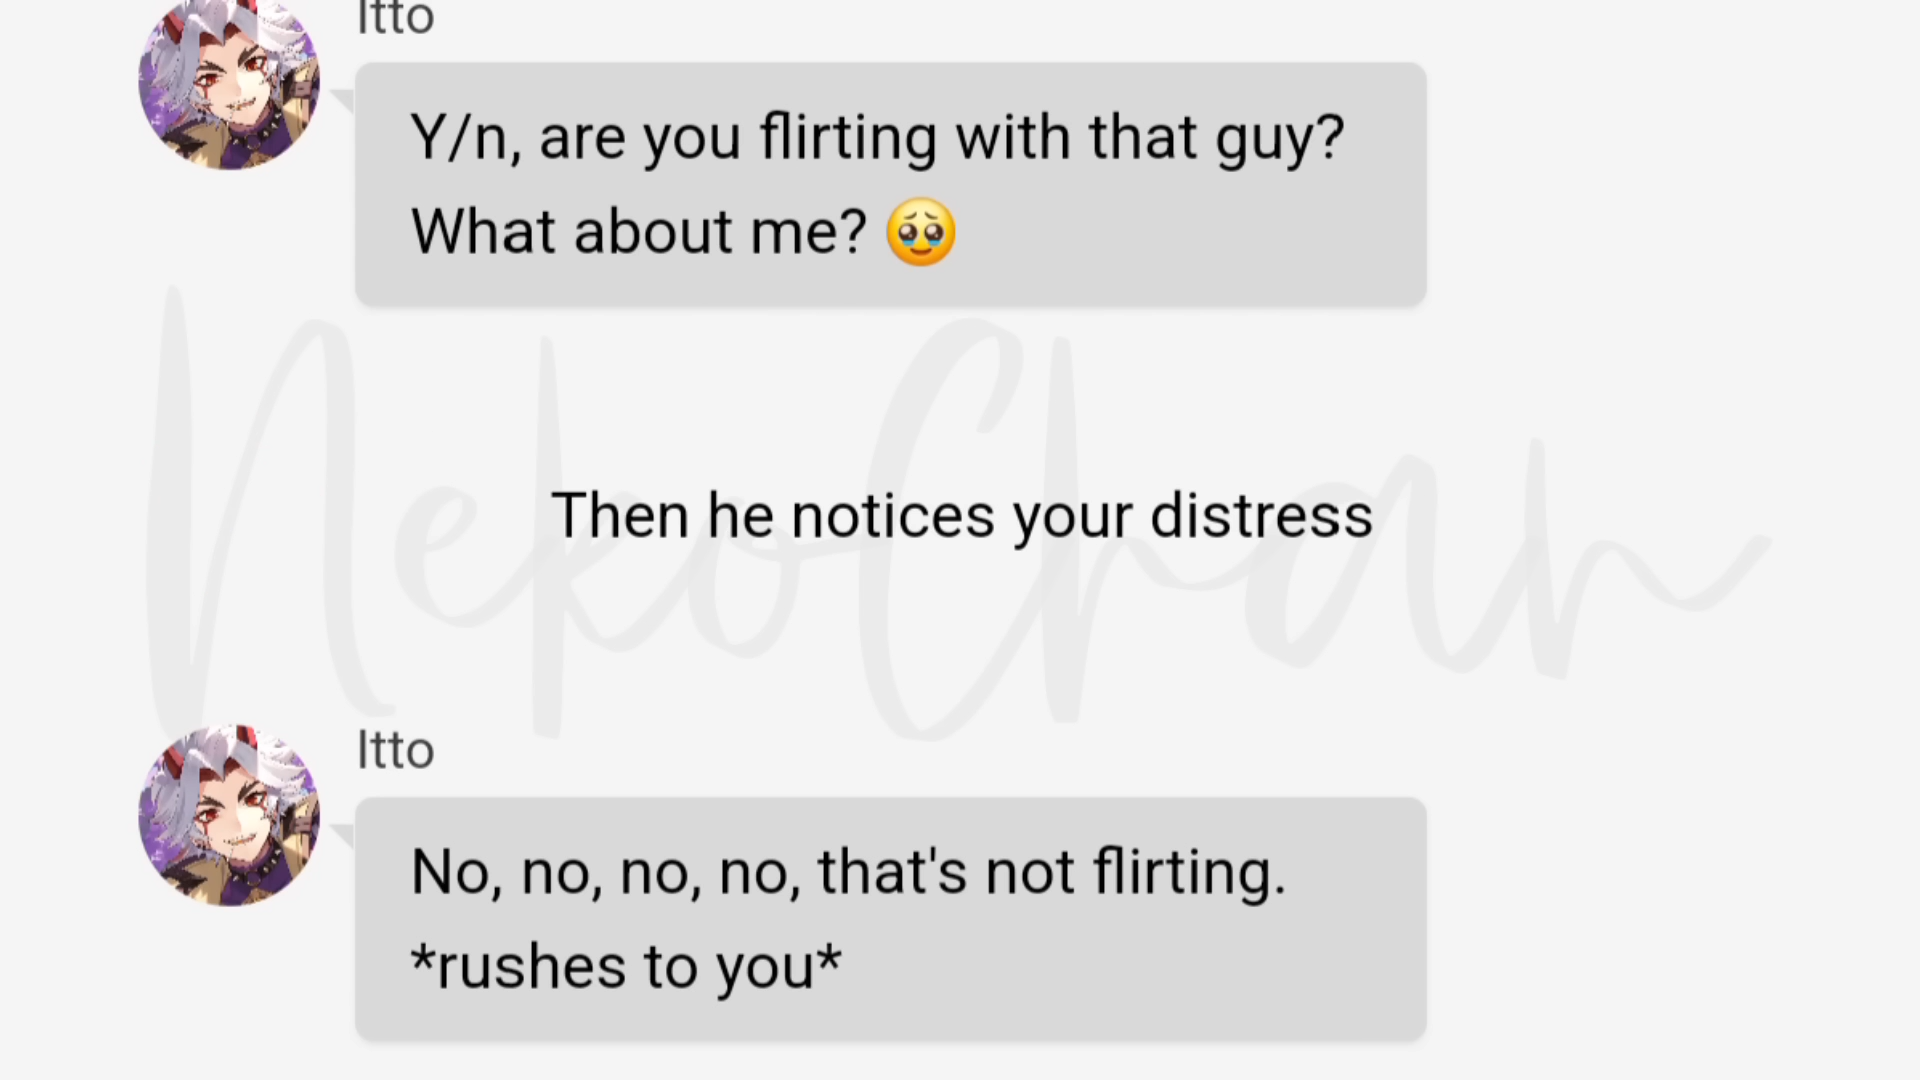 Itto
Y/n, are you flirting with that guy?
What about me? 🥹
NekoChan
Then he notices your distress
Itto
No, no, no, no, that's not flirting.
*rushes to you*